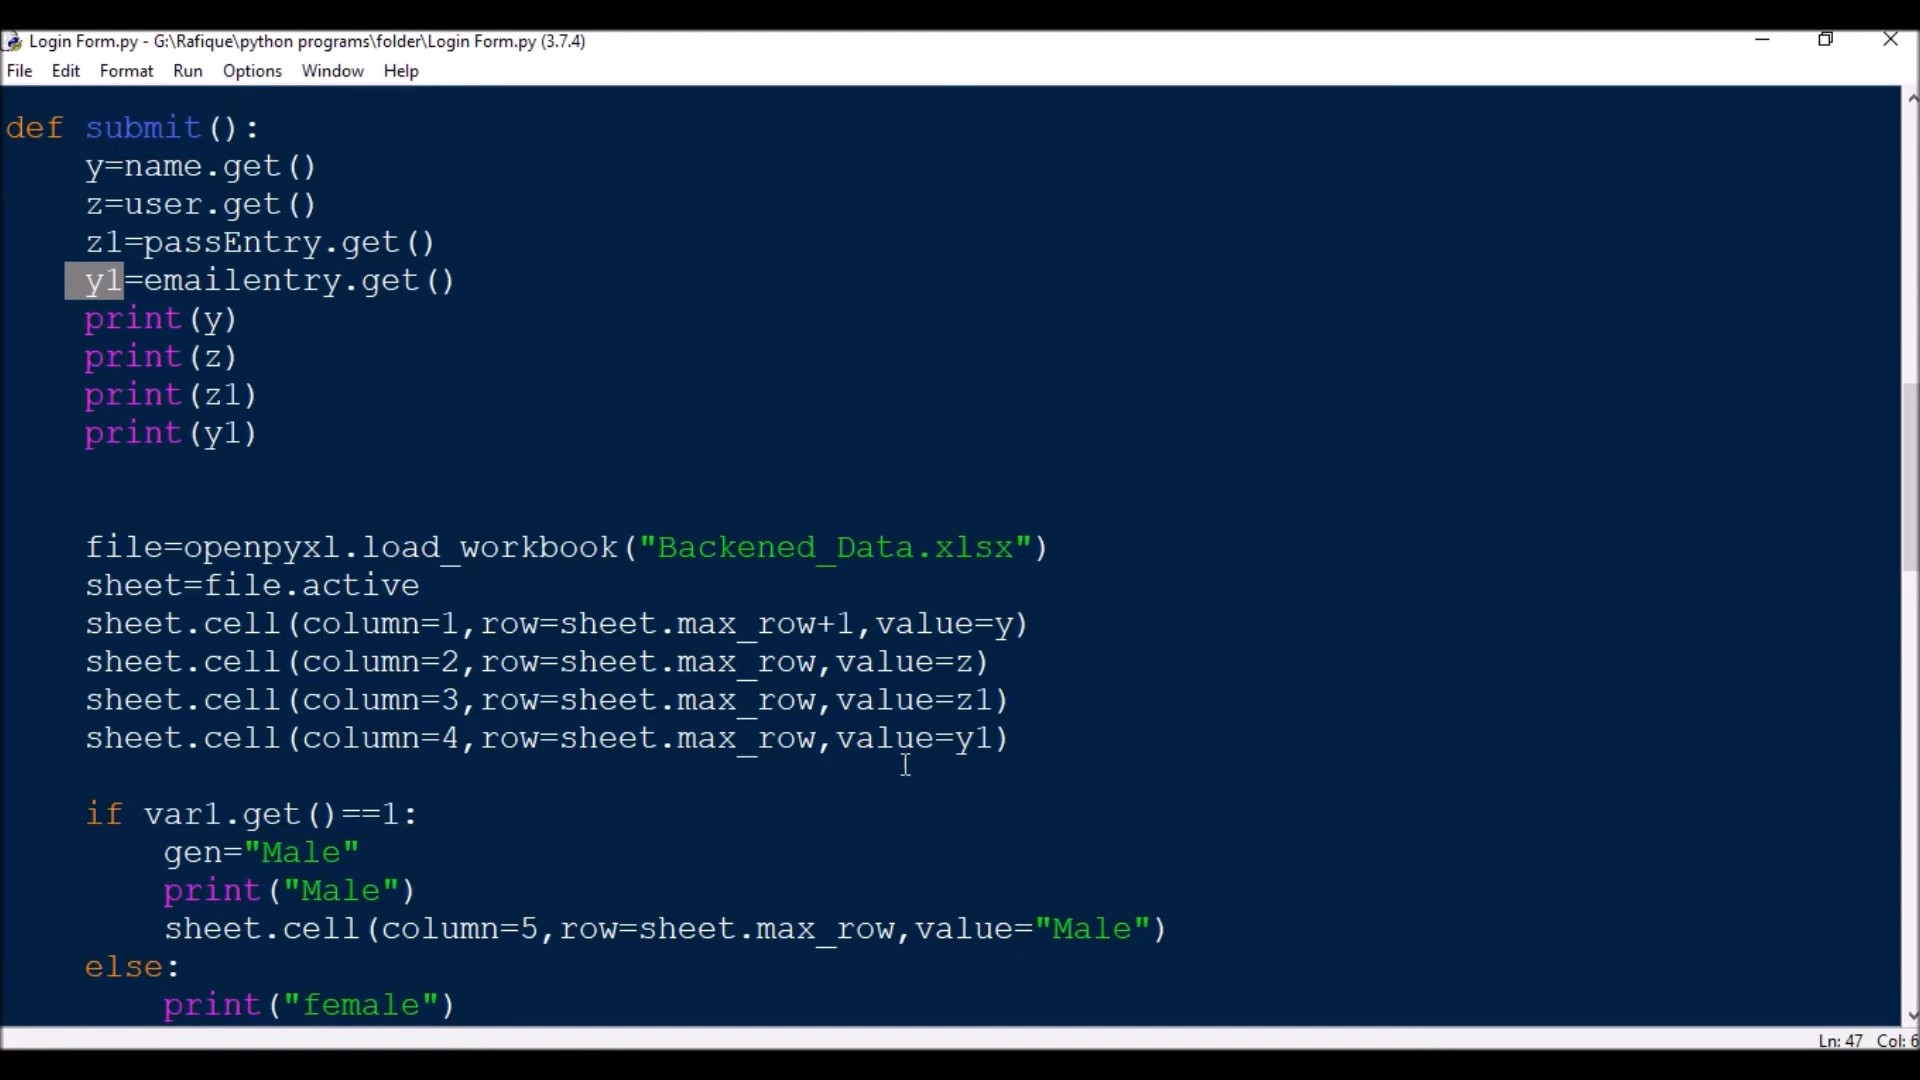 Login Form.py - G:\Rafique\python programs\folder\Login Form.py (3.7.4)
File Edit Format Run Options Window Help
def submit():
    y=name.get()
    z=user.get()
    z1=passEntry.get()
    y1=emailentry.get()
    print(y)
    print(z)
    print(z1)
    print(y1)
    file=openpyxl.load_workbook("Backened_Data.xlsx")
    sheet=file.active
    sheet.cell(column=1,row=sheet.max_row+1,value=y)
    sheet.cell(column=2,row=sheet.max_row,value=z)
    sheet.cell(column=3,row=sheet.max_row,value=z1)
    sheet.cell(column=4,row=sheet.max_row,value=y1)
    if var1.get()==1:
        gen="Male"
        print("Male")
        sheet.cell(column=5,row=sheet.max_row,value="Male")
    else:
        print("female")
Ln: 47 Col: 6